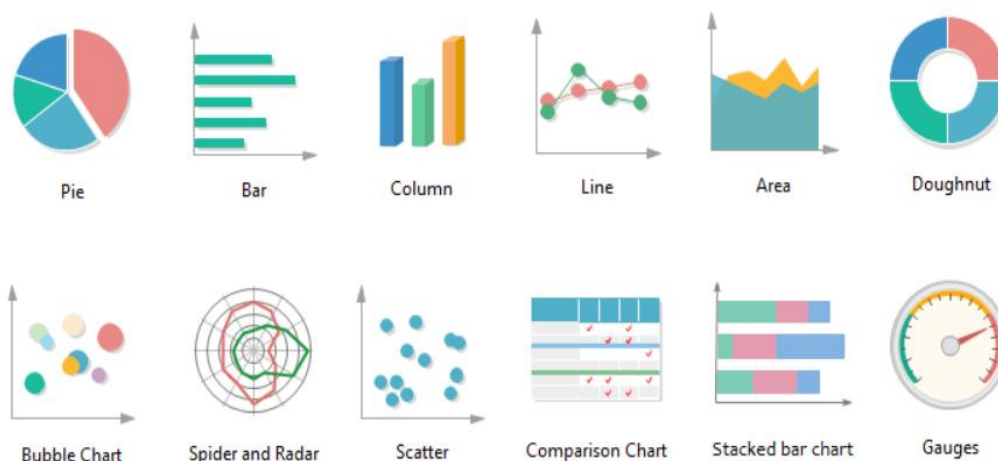 Pie
Bar
Column
Line
Area
Doughnut
Bubble Chart
Spider and Radar
Scatter
Comparison Chart
Stacked bar chart
Gauges